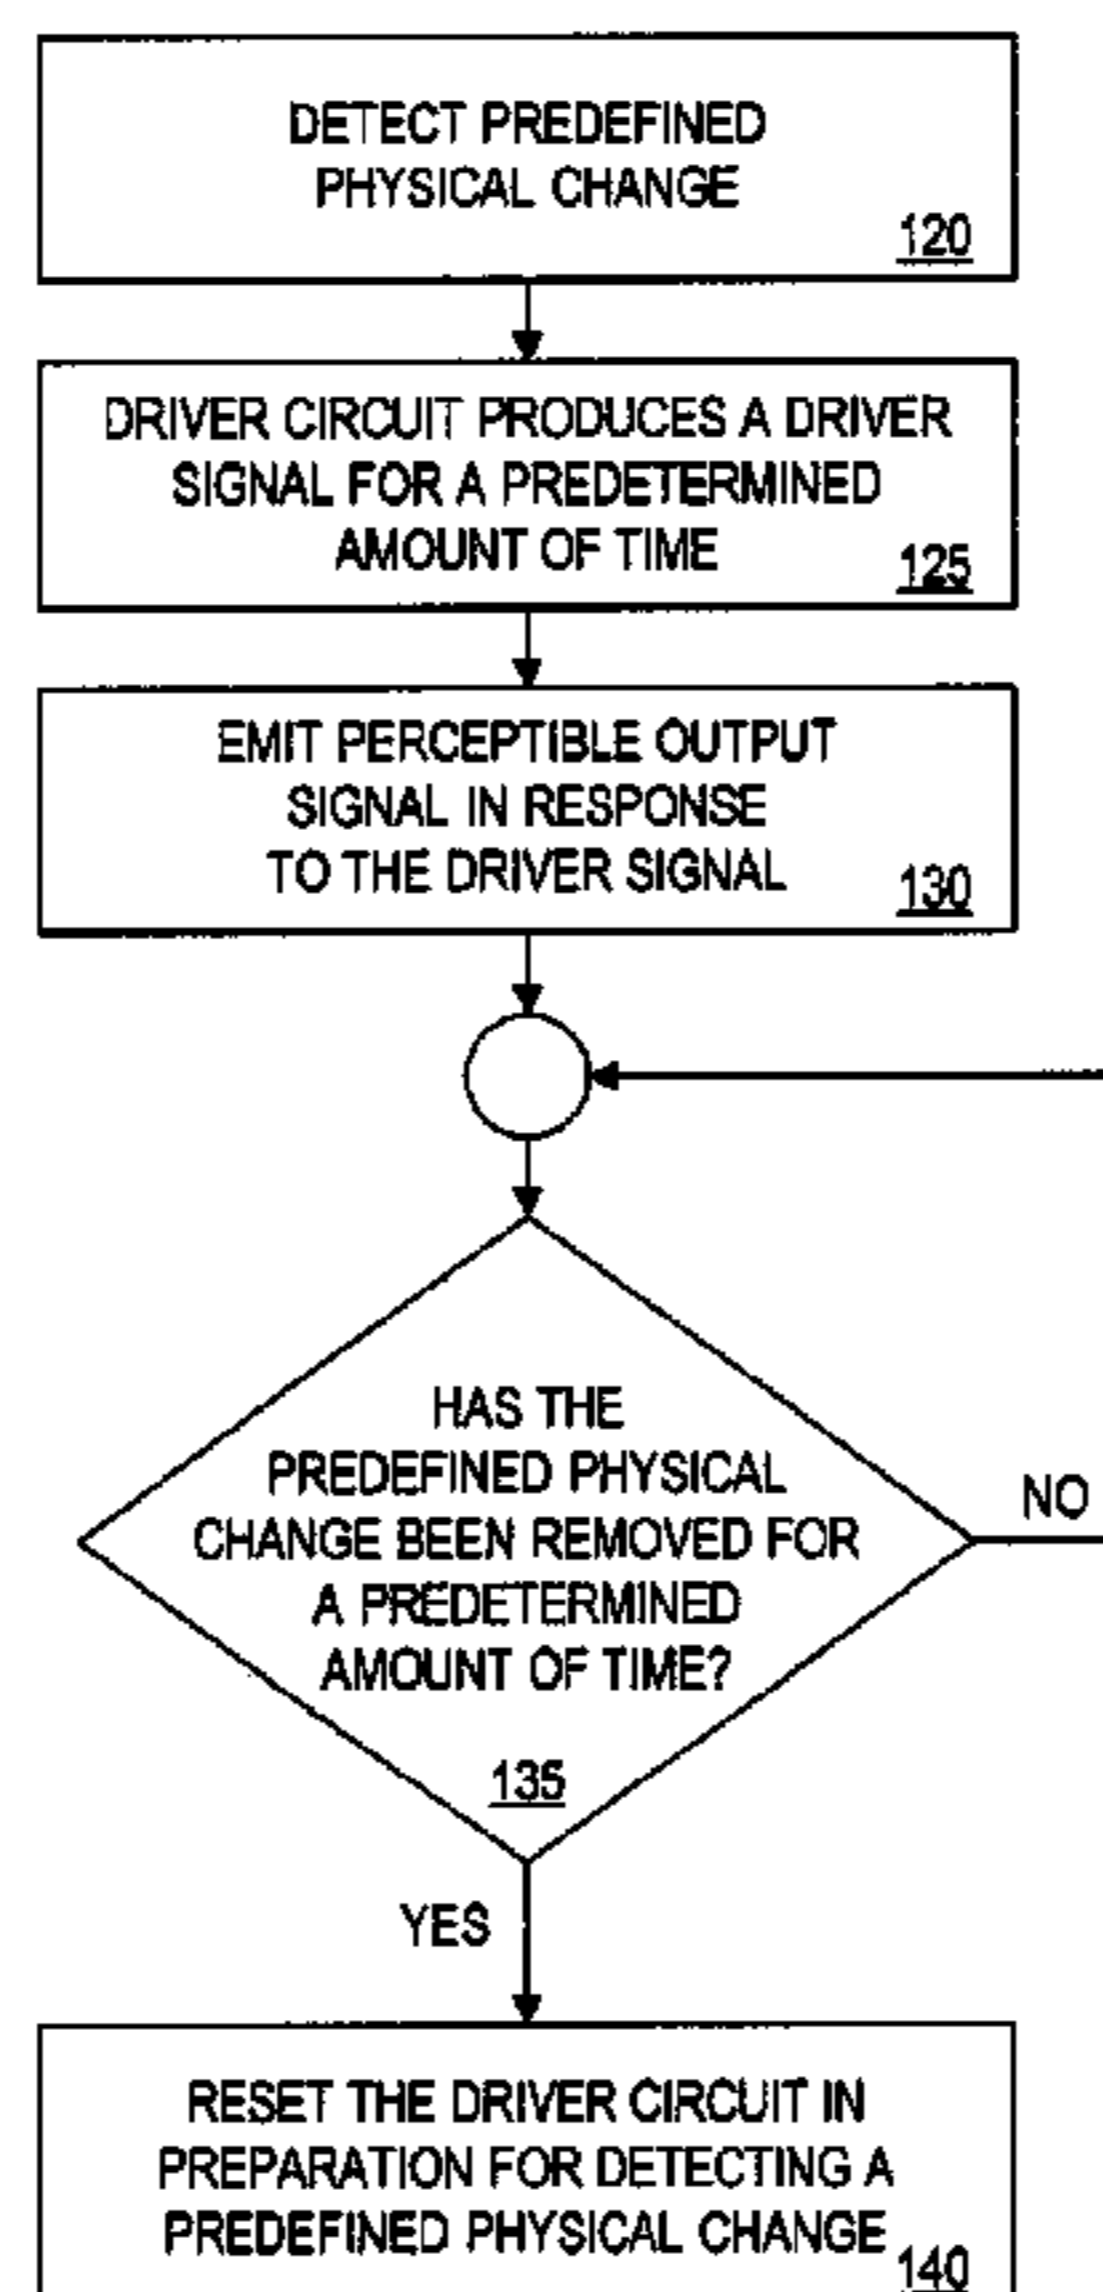 DETECT PREDEFINED
PHYSICAL CHANGE
120
DRIVER CIRCUIT PRODUCES A DRIVER
SIGNAL FOR A PREDETERMINED
AMOUNT OF TIME
125
EMIT PERCEPTIBLE OUTPUT
SIGNAL IN RESPONSE
TO THE DRIVER SIGNAL
130
HAS THE
PREDEFINED PHYSICAL
CHANGE BEEN REMOVED FOR
A PREDETERMINED
AMOUNT OF TIME?
135
NO
YES
RESET THE DRIVER CIRCUIT IN
PREPARATION FOR DETECTING A
PREDEFINED PHYSICAL CHANGE
140